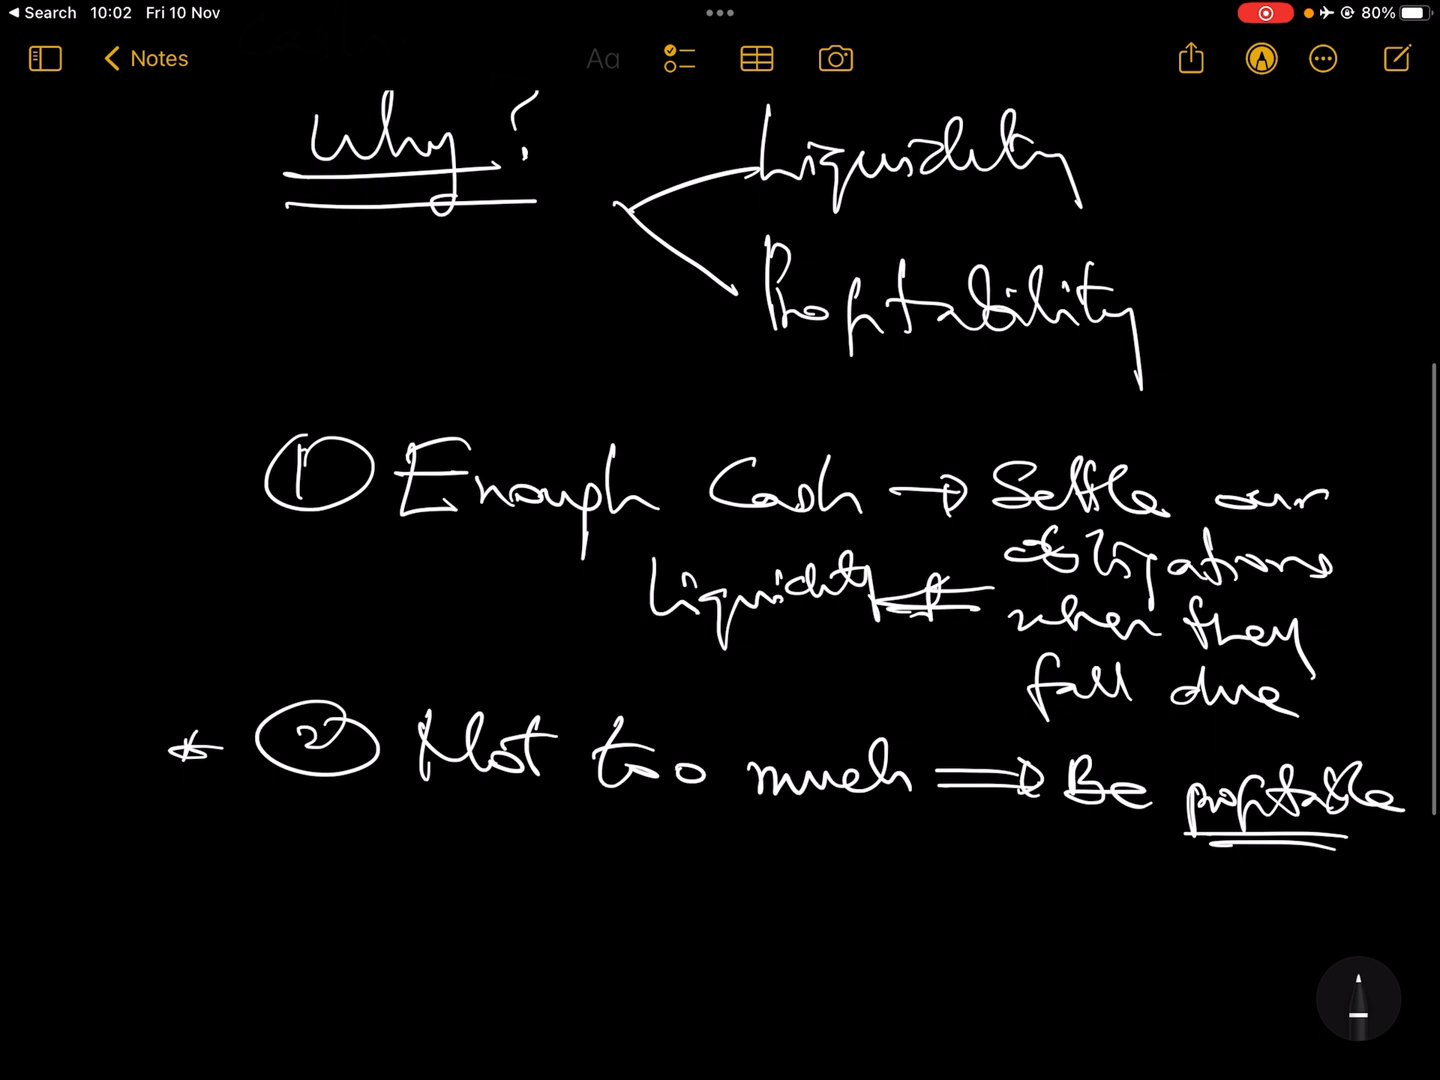 Search 10:02 Fri 10 Nov 80%
Notes Aa
Why?
Liquidity
Profitability
1 Enough Cash → Settle our
obligations
Liquidity
when they
fall due
2 Not too much ⇒ Be profitable